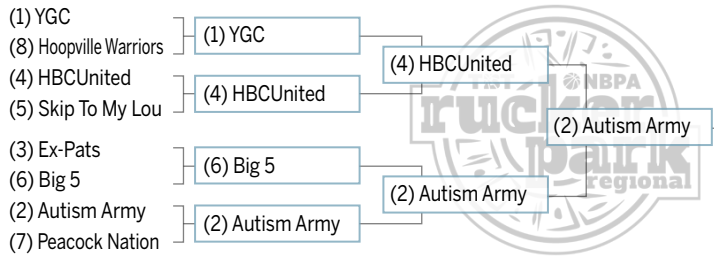 (1) YGC
(8) Hoopville Warriors
(4) HBCUnited
(5) Skip To My Lou
(3) Ex-Pats
(6) Big 5
(2) Autism Army
(7) Peacock Nation
(1) YGC
(4) HBCUnited
(6) Big 5
(2) Autism Army
(4) HBCUnited
(2) Autism Army
(2) Autism Army
TBT NBPA
rucker
park
regional